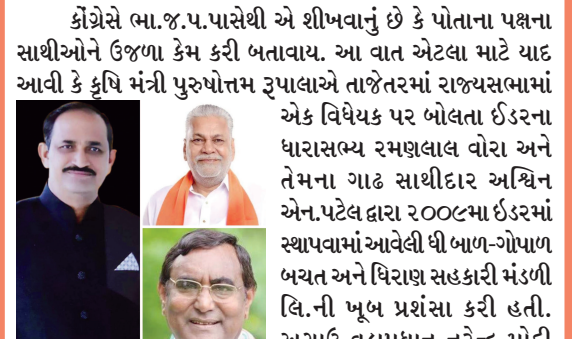 કોંગ્રેસે ભા.જ.પ.પાસેથી એ શીખવાનું છે કે પોતાના પક્ષના
સાથીઓને ઉજળા કેમ કરી બતાવાય. આ વાત એટલા માટે યાદ
આવી કે કૃષિ મંત્રી પુરુષોત્તમ રૂપાલાએ તાજેતરમાં રાજ્યસભામાં
એક વિધેયક પર બોલતા ઈડરના
ધારાસભ્ય રમણલાલ વોરા અને
તેમના ગાઢ સાથીદાર અશ્વિન
એન.પટેલ દ્વારા ૨૦૦૯મા ઇડરમાં
સ્થાપવામાં આવેલી ધી બાળ-ગોપાળ
બચત અને ધિરાણ સહકારી મંડળી
લિ.ની ખૂબ પ્રશંસા કરી હતી.